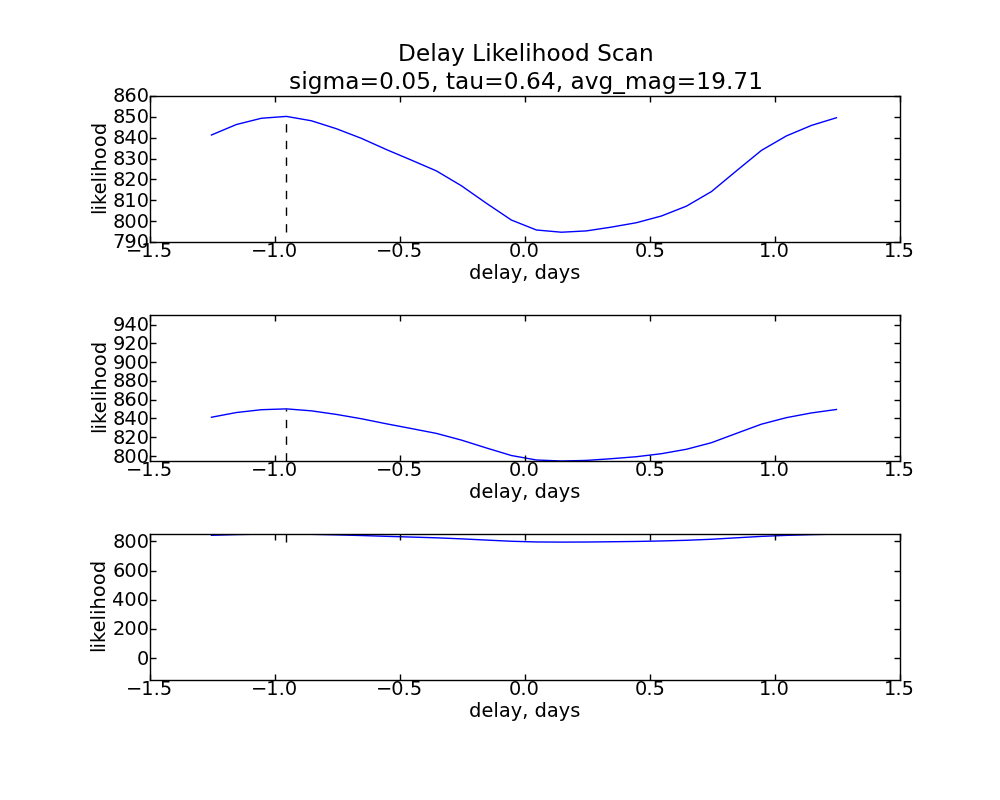 Delay Likelihood Scan
sigma=0.05, tau=0.64, avg_mag=19.71
860
850
840
830
820
810
800
790
likelihood
−1.5 −1.0 −0.5 0.0 0.5 1.0 1.5
delay, days
940
920
900
880
860
840
820
800
likelihood
−1.5 −1.0 −0.5 0.0 0.5 1.0 1.5
delay, days
800
600
400
200
0
likelihood
−1.5 −1.0 −0.5 0.0 0.5 1.0 1.5
delay, days